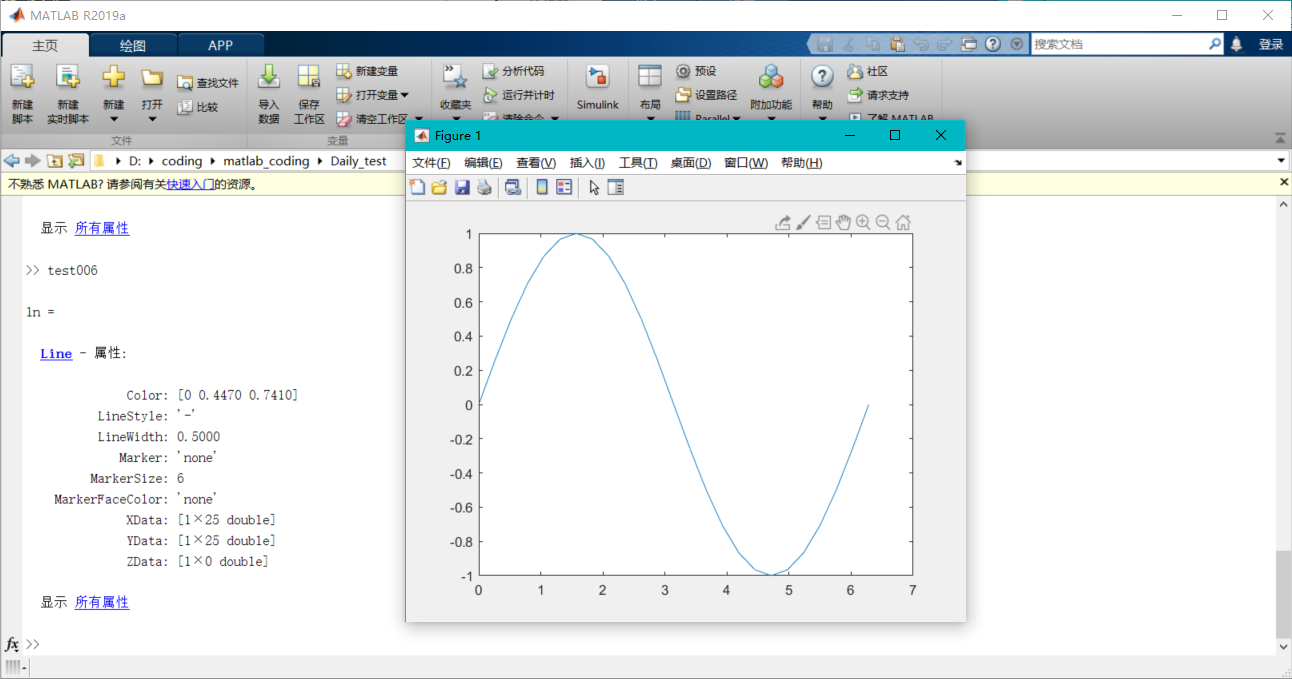 MATLAB R2019a
主页 绘图 APP
搜索文档
登录
新建脚本
新建实时脚本
新建
打开
查找文件
比较
文件
导入数据
保存工作区
新建变量
打开变量
清空工作区
变量
收藏夹
分析代码
运行并计时
清除命令
Simulink
布局
预设
设置路径
Parallel
附加功能
帮助
社区
请求支持
了解 MATLAB
D: coding matlab_coding Daily_test
不熟悉 MATLAB? 请参阅有关快速入门的资源。
显示 所有属性
>> test006
ln =
Line - 属性:
Color: [0 0.4470 0.7410]
LineStyle: '-'
LineWidth: 0.5000
Marker: 'none'
MarkerSize: 6
MarkerFaceColor: 'none'
XData: [1×25 double]
YData: [1×25 double]
ZData: [1×0 double]
显示 所有属性
fx >>
Figure 1
文件(F) 编辑(E) 查看(V) 插入(I) 工具(T) 桌面(D) 窗口(W) 帮助(H)
1
0.8
0.6
0.4
0.2
0
-0.2
-0.4
-0.6
-0.8
-1
0 1 2 3 4 5 6 7